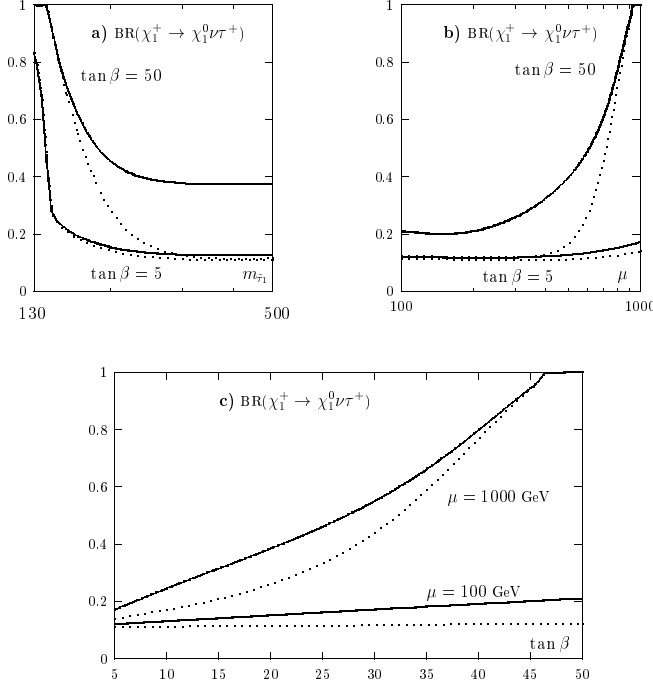 a) BR(χ₁⁺ → χ₁⁰ντ⁺)
tan β = 50
tan β = 5
m_τ̃₁
1
0.8
0.6
0.4
0.2
0
130
500
b) BR(χ₁⁺ → χ₁⁰ντ⁺)
tan β = 50
tan β = 5
μ
1
0.8
0.6
0.4
0.2
0
100
1000
c) BR(χ₁⁺ → χ₁⁰ντ⁺)
μ = 1000 GeV
μ = 100 GeV
tan β
1
0.8
0.6
0.4
0.2
0
5 10 15 20 25 30 35 40 45 50